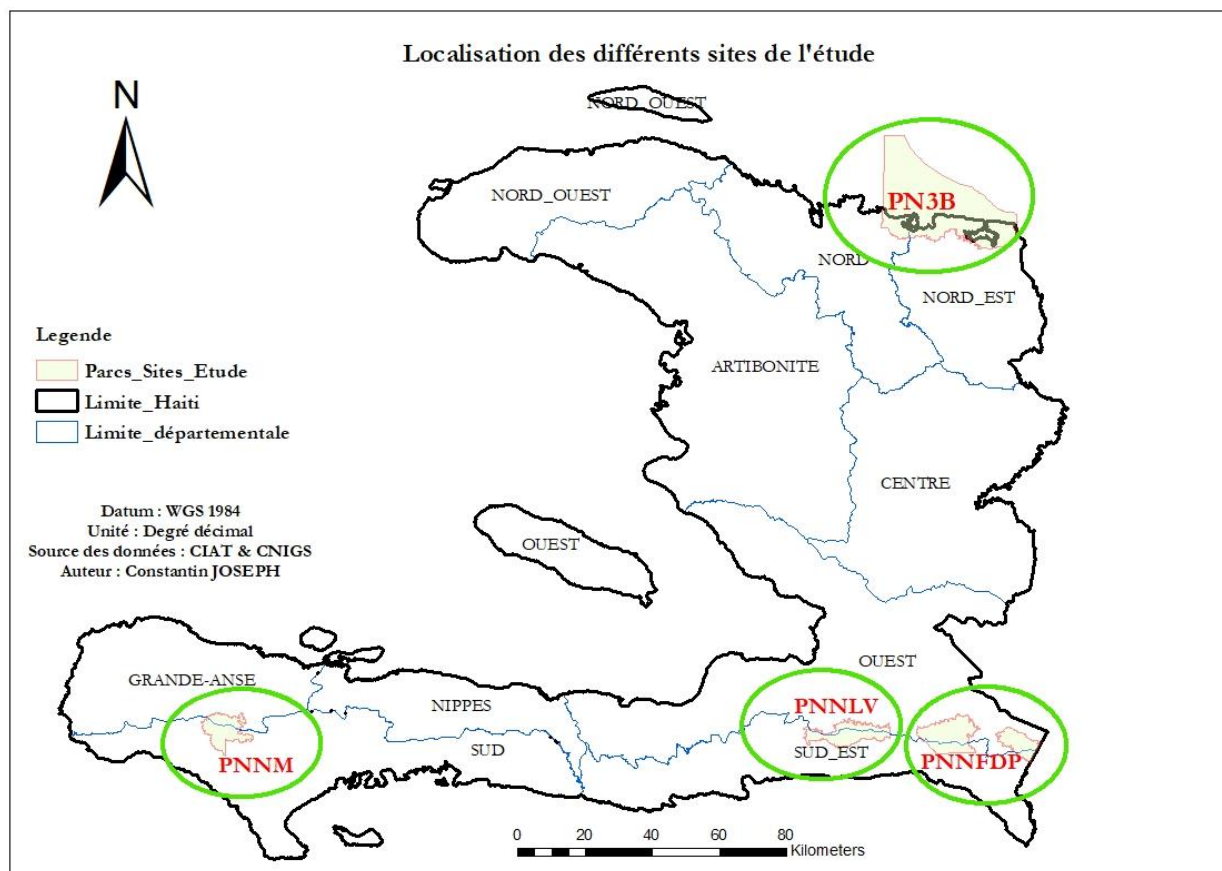 Localisation des différents sites de l'étude
N
NORD_OUEST
NORD_OUEST
PN3B
NORD
NORD_EST
Legende
Parcs_Sites_Etude
Limite_Haiti
Limite_départementale
ARTIBONITE
CENTRE
Datum : WGS 1984
Unité : Degré décimal
Source des données : CIAT & CNIGS
Auteur : Constantin JOSEPH
OUEST
OUEST
GRANDE-ANSE
NIPPES
PNNLV
SUD
SUD_EST
PNNM
PNNFDP
0 20 40 60 80
Kilometers